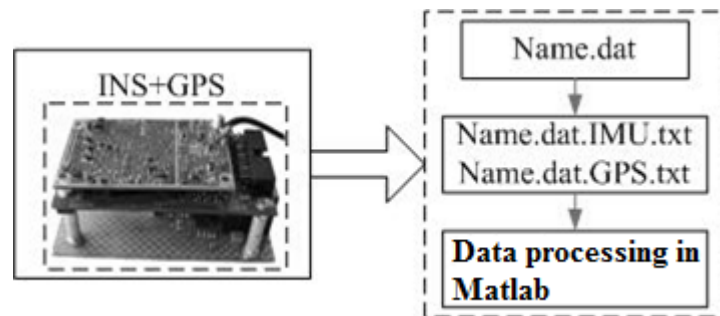 INS+GPS
Name.dat
Name.dat.IMU.txt
Name.dat.GPS.txt
Data processing in
Matlab